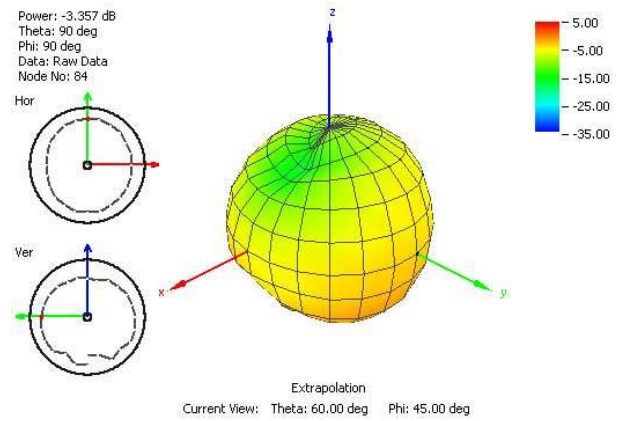 Power: -3.357 dB
Theta: 90 deg
Phi: 90 deg
Data: Raw Data
Node No: 84
Hor
Ver
z
x
y
5.00
-5.00
-15.00
-25.00
-35.00
Extrapolation
Current View: Theta: 60.00 deg Phi: 45.00 deg